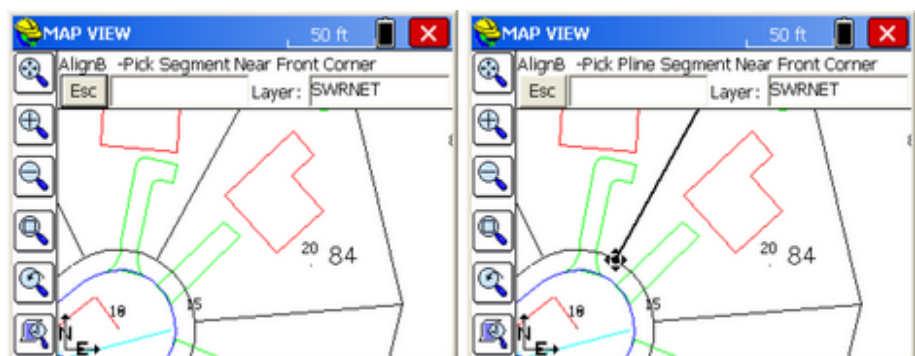 MAP VIEW 50 ft
AlignB -Pick Segment Near Front Corner
Esc Layer: SWRNET
20 84
15
18
N
E
MAP VIEW 50 ft
AlignB -Pick Pline Segment Near Front Corner
Esc Layer: SWRNET
20 84
15
18
N
E